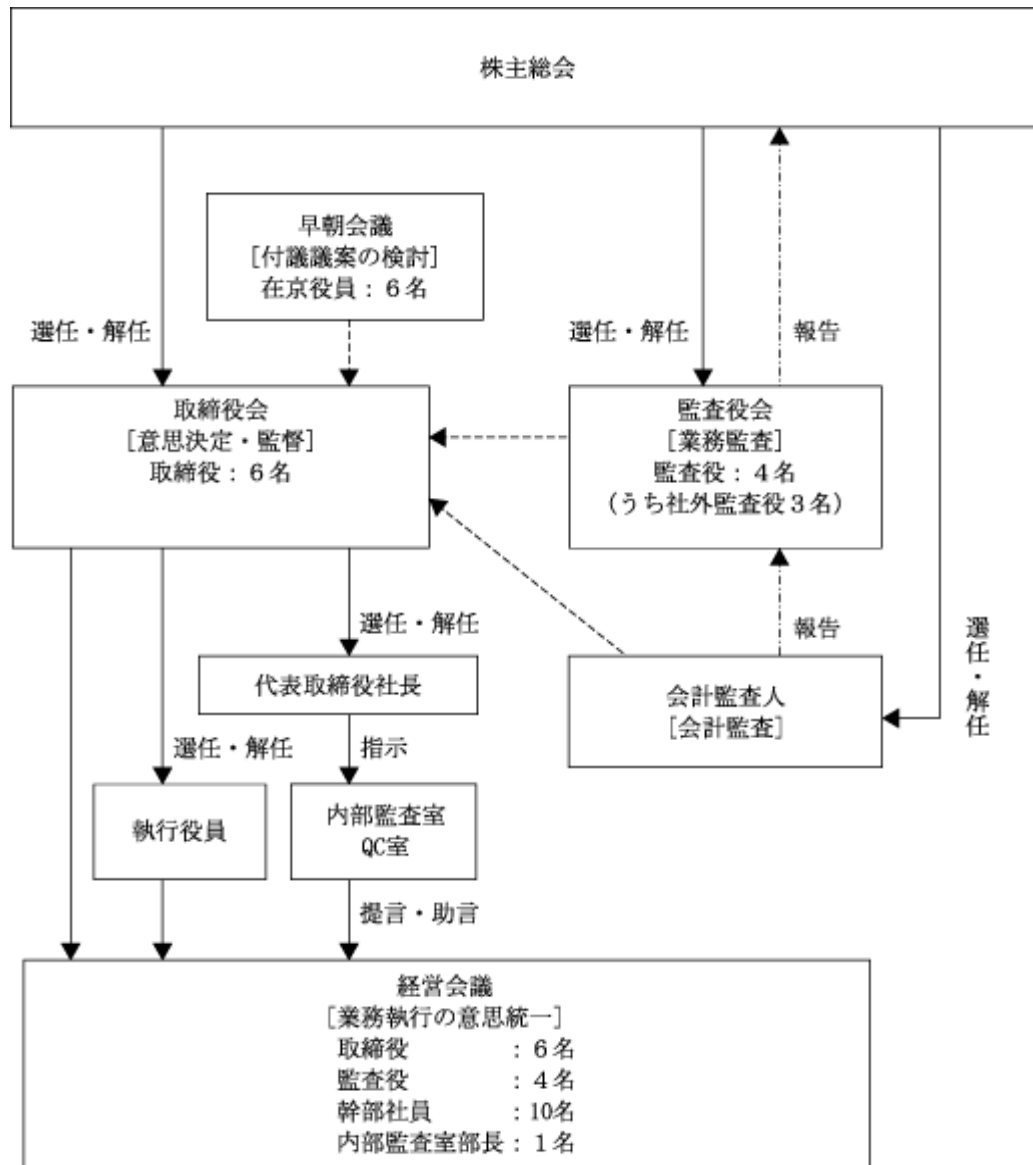 株主総会
早朝会議
[付議議案の検討]
在京役員：６名
選任・解任
選任・解任
報告
取締役会
[意思決定・監督]
取締役：６名
監査役会
[業務監査]
監査役：４名
(うち社外監査役３名)
選任・解任
報告
選任・解任
代表取締役社長
会計監査人
[会計監査]
選任・解任
指示
執行役員
内部監査室
QC室
提言・助言
経営会議
[業務執行の意思統一]
取締役　　　　：６名
監査役　　　　：４名
幹部社員　　　：10名
内部監査室部長：１名